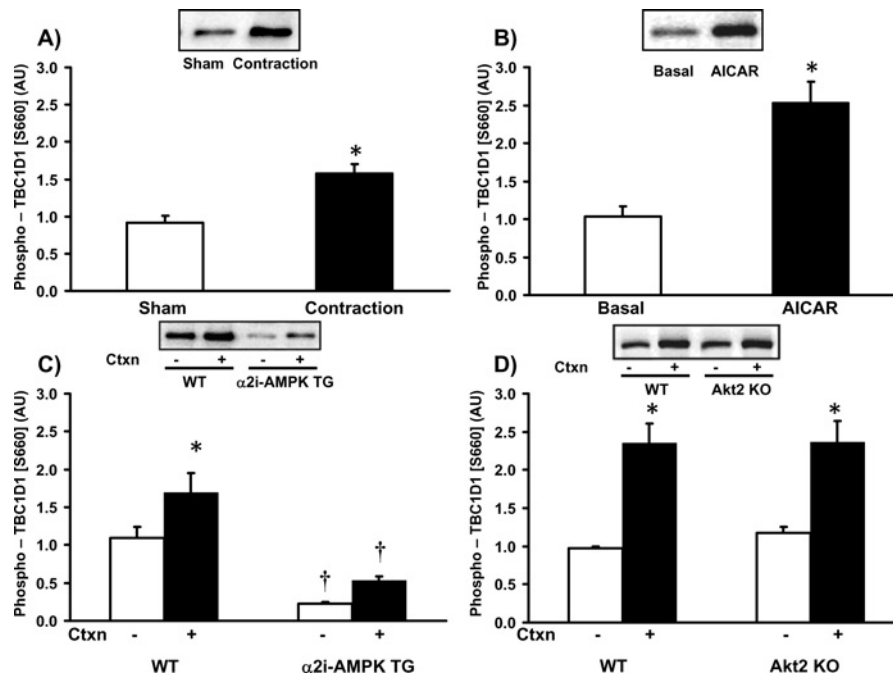 A)
Sham Contraction
Phospho – TBC1D1 [S660] (AU)
3.0
2.5
2.0
1.5
1.0
0.5
0.0
*
Sham Contraction
B)
Basal AICAR
Phospho – TBC1D1 [S660] (AU)
3.0
2.5
2.0
1.5
1.0
0.5
0.0
*
Basal AICAR
C)
Ctxn - + - +
WT α2i-AMPK TG
Phospho – TBC1D1 [S660] (AU)
3.0
2.5
2.0
1.5
1.0
0.5
0.0
*
† †
Ctxn - + - +
WT α2i-AMPK TG
D)
Ctxn - + - +
WT Akt2 KO
Phospho – TBC1D1 [S660] (AU)
3.0
2.5
2.0
1.5
1.0
0.5
0.0
* *
Ctxn - + - +
WT Akt2 KO